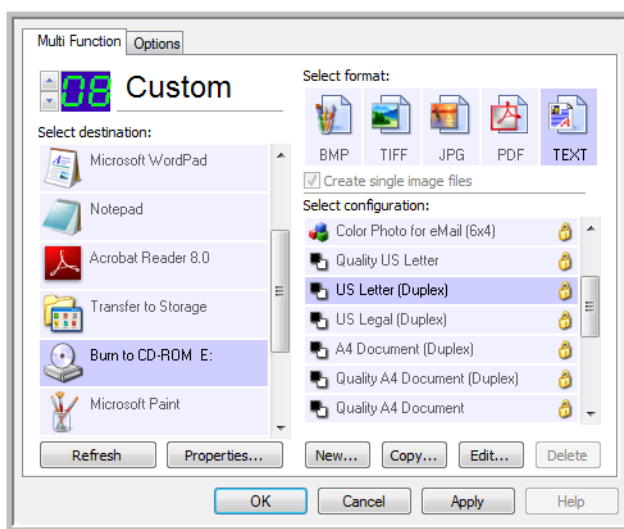 Multi Function
Options
08
Custom
Select destination:
Microsoft WordPad
Notepad
Acrobat Reader 8.0
Transfer to Storage
Burn to CD-ROM E:
Microsoft Paint
Refresh
Properties...
Select format:
BMP
TIFF
JPG
PDF
TEXT
Create single image files
Select configuration:
Color Photo for eMail (6x4)
Quality US Letter
US Letter (Duplex)
US Legal (Duplex)
A4 Document (Duplex)
Quality A4 Document (Duplex)
Quality A4 Document
New...
Copy...
Edit...
Delete
OK
Cancel
Apply
Help